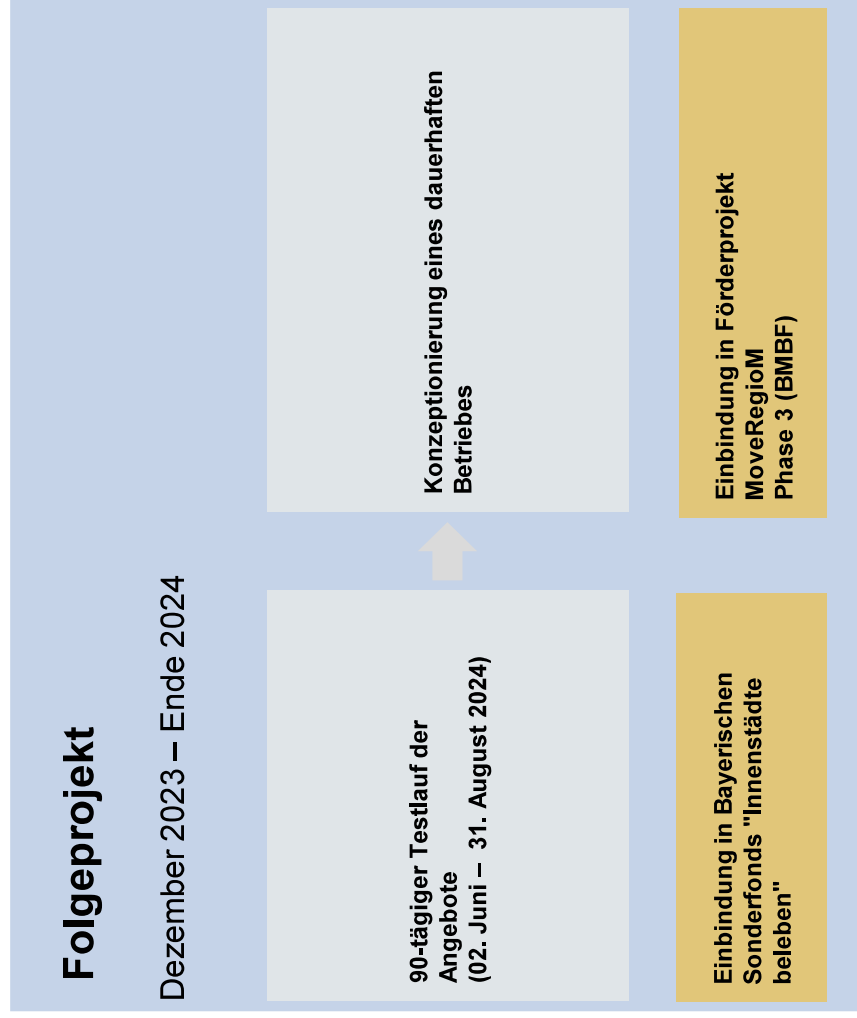 Folgeprojekt
Dezember 2023 – Ende 2024
90-tägiger Testlauf der
Angebote
(02. Juni – 31. August 2024)
Konzeptionierung eines dauerhaften
Betriebes
Einbindung in Bayerischen
Sonderfonds "Innenstädte
beleben"
Einbindung in Förderprojekt
MoveRegioM
Phase 3 (BMBF)